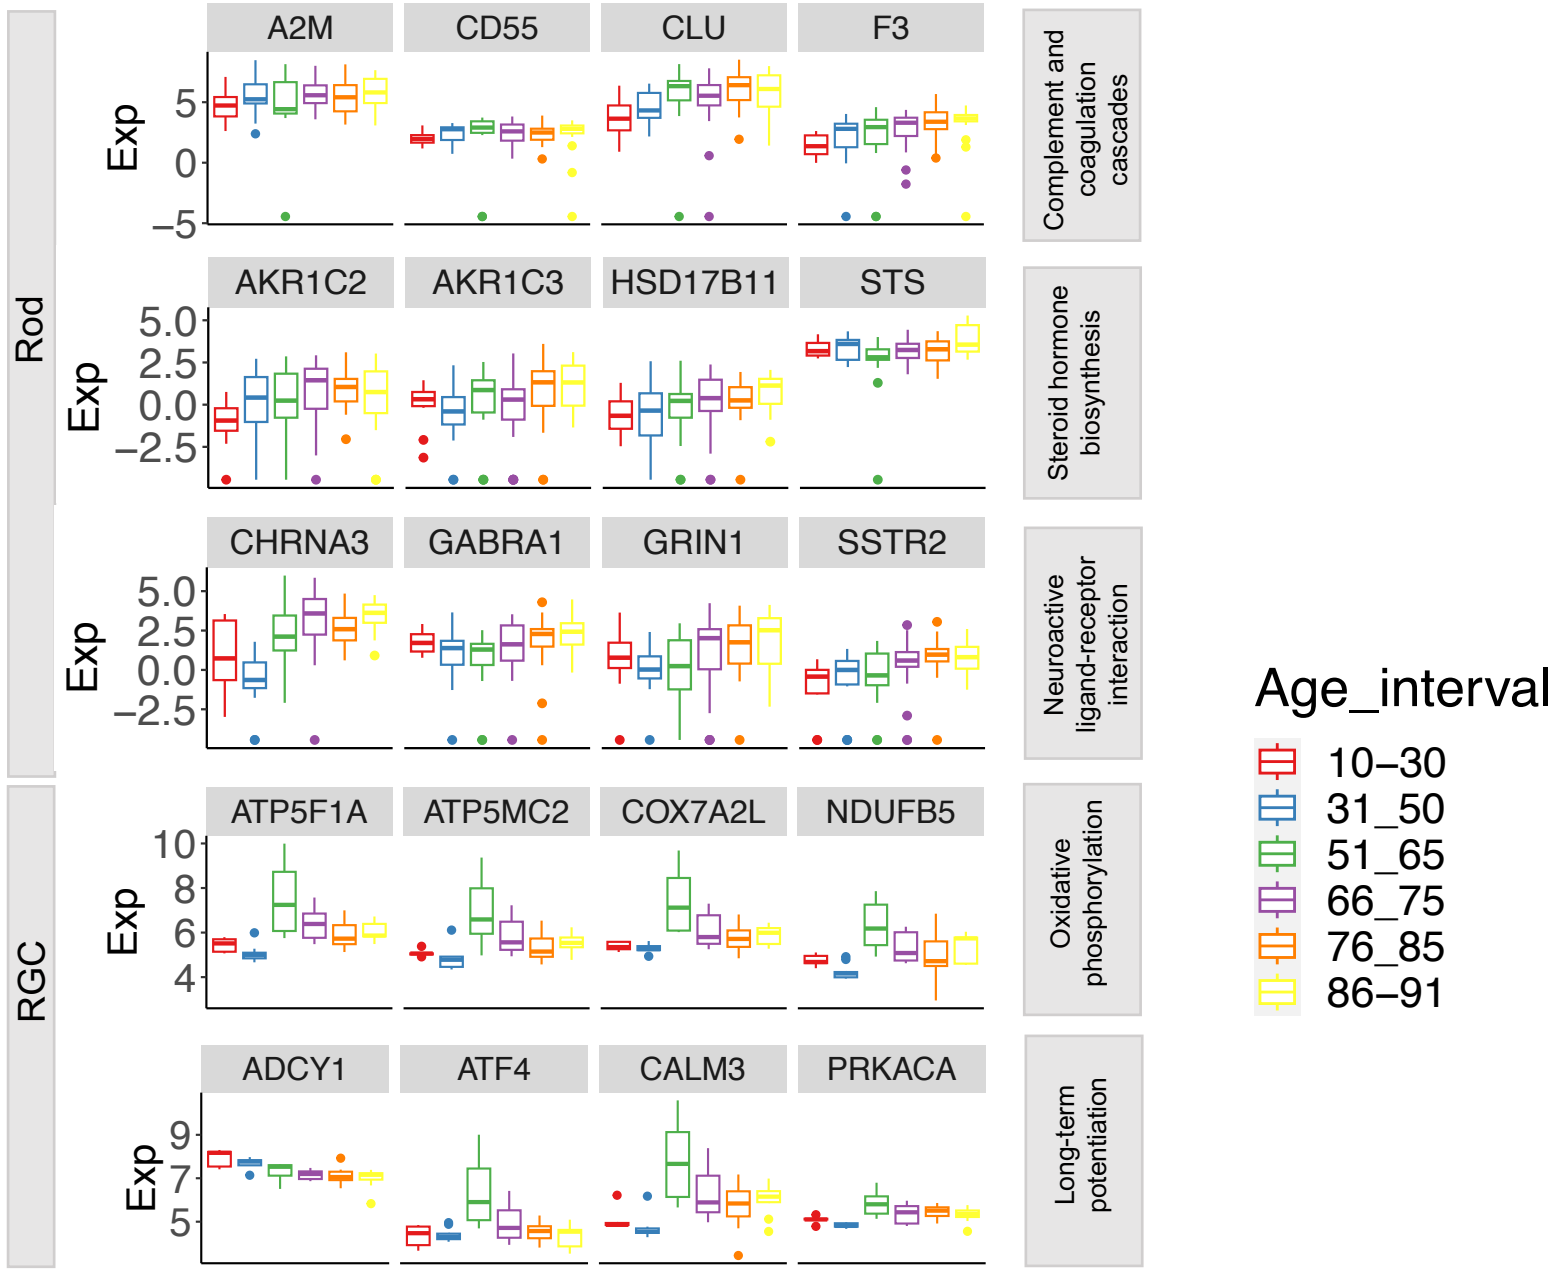 A2M CD55 CLU F3
Exp
5
0
−5
Complement and
coagulation
cascades
Rod
AKR1C2 AKR1C3 HSD17B11 STS
Exp
5.0
2.5
0.0
−2.5
Steroid hormone
biosynthesis
CHRNA3 GABRA1 GRIN1 SSTR2
Exp
5.0
2.5
0.0
−2.5
Neuroactive
ligand-receptor
interaction
RGC
ATP5F1A ATP5MC2 COX7A2L NDUFB5
Exp
10
8
6
4
Oxidative
phosphorylation
ADCY1 ATF4 CALM3 PRKACA
Exp
9
7
5
Long-term
potentiation
Age_interval
10−30
31_50
51_65
66_75
76_85
86−91